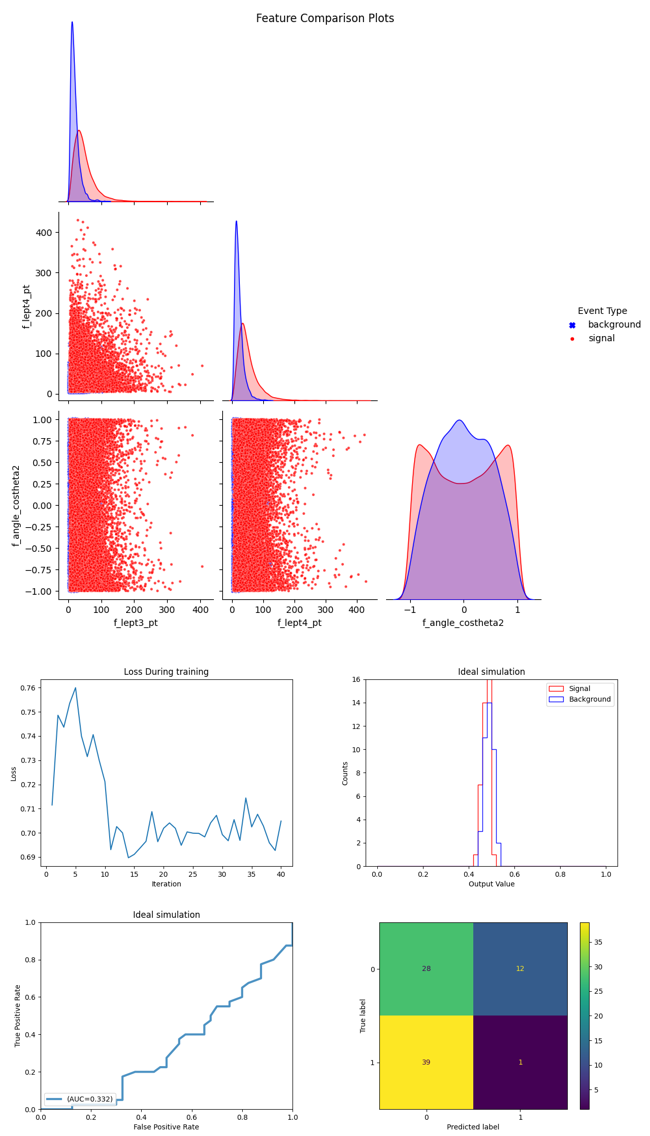 Feature Comparison Plots
f_lept4_pt
400
300
200
100
0
Event Type
background
signal
f_angle_costheta2
1.00
0.75
0.50
0.25
0.00
−0.25
−0.50
−0.75
−1.00
0 100 200 300 400
f_lept3_pt
0 100 200 300 400
f_lept4_pt
−1 0 1
f_angle_costheta2
Loss During training
Loss
0.76
0.75
0.74
0.73
0.72
0.71
0.70
0.69
0 5 10 15 20 25 30 35 40
Iteration
Ideal simulation
Counts
16
14
12
10
8
6
4
2
0
Signal
Background
0.0 0.2 0.4 0.6 0.8 1.0
Output Value
Ideal simulation
True Positive Rate
1.0
0.8
0.6
0.4
0.2
0.0
(AUC=0.332)
0.0 0.2 0.4 0.6 0.8 1.0
False Positive Rate
True label
0
1
28 12
39 1
0 1
Predicted label
35
30
25
20
15
10
5